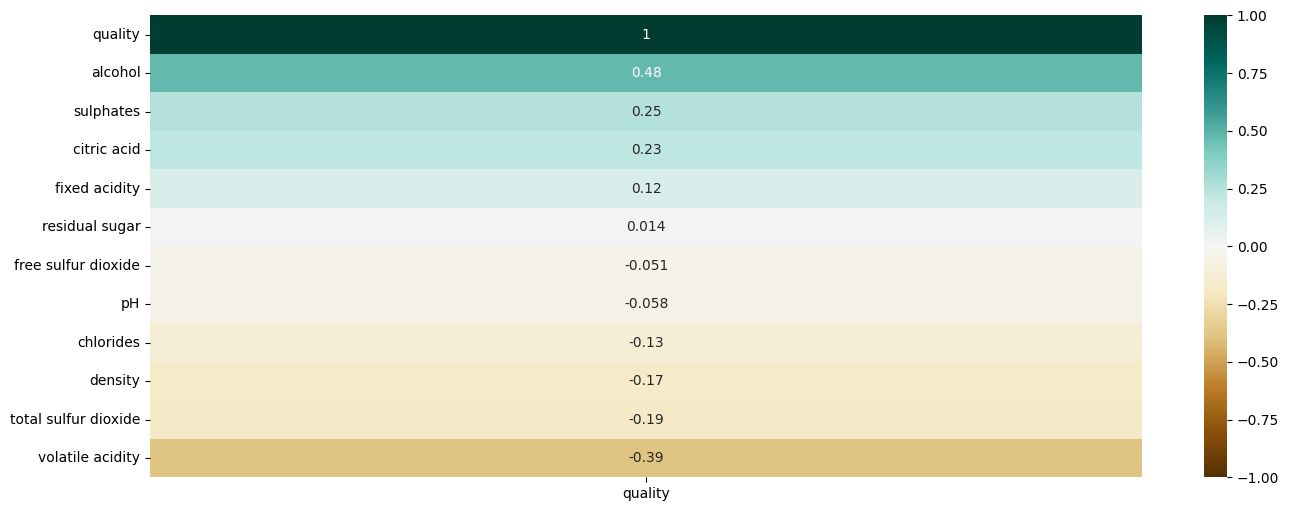 quality 1
alcohol 0.48
sulphates 0.25
citric acid 0.23
fixed acidity 0.12
residual sugar 0.014
free sulfur dioxide -0.051
pH -0.058
chlorides -0.13
density -0.17
total sulfur dioxide -0.19
volatile acidity -0.39
quality
1.00
0.75
0.50
0.25
0.00
−0.25
−0.50
−0.75
−1.00